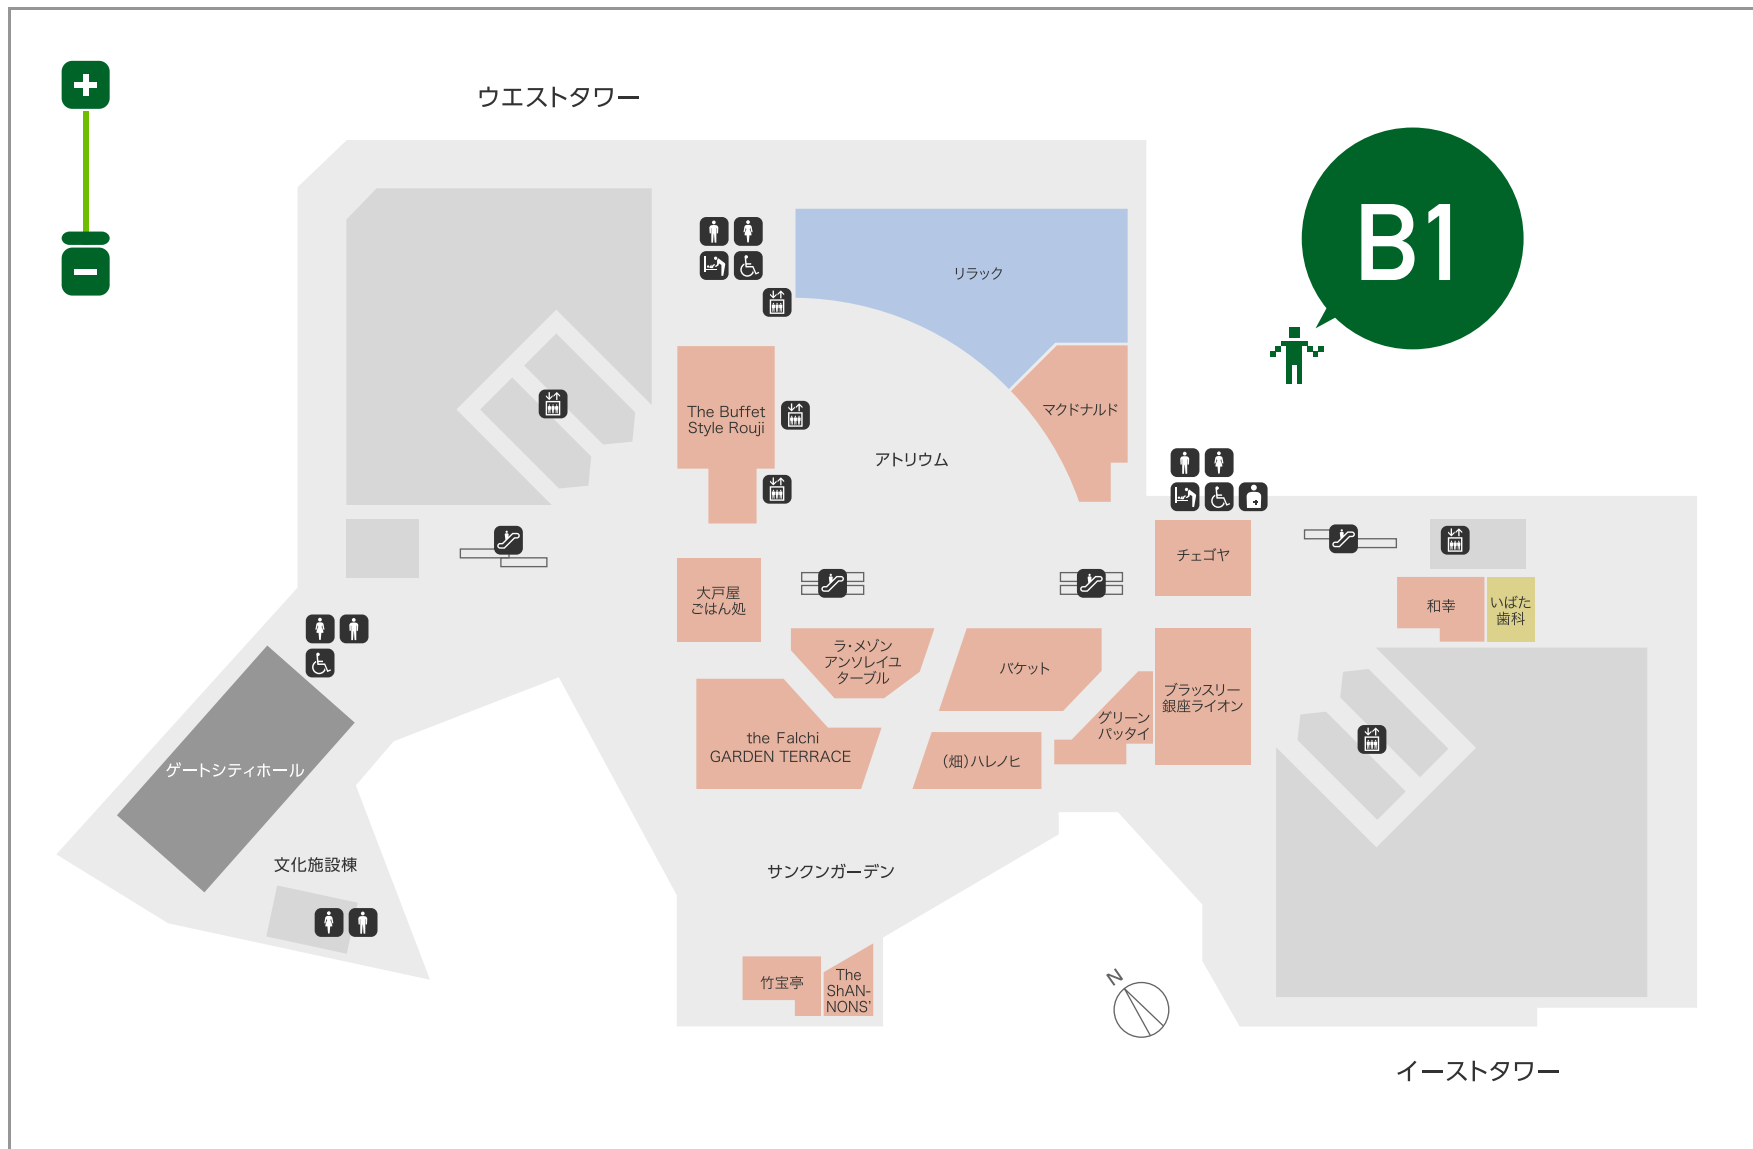 ウエストタワー
B1
リラック
マクドナルド
The Buffet
Style Rouji
アトリウム
チェゴヤ
大戸屋
ごはん処
和幸
いばた
歯科
ラ・メゾン
アンソレイユ
ターブル
バケット
ブラッスリー
銀座ライオン
グリーン
パッタイ
the Falchi
GARDEN TERRACE
(畑)ハレノヒ
ゲートシティホール
文化施設棟
サンクンガーデン
竹宝亭
The
ShAN-
NONS'
N
イーストタワー